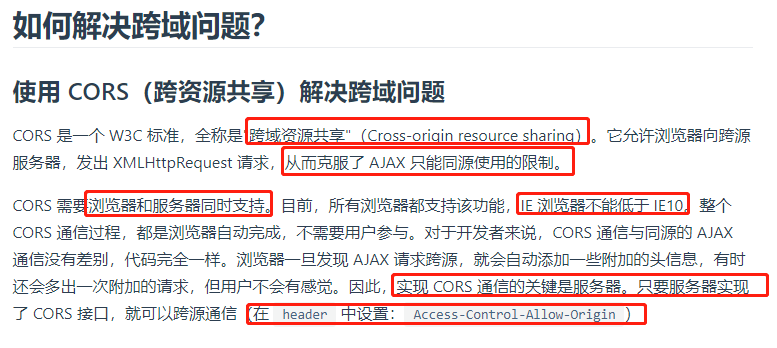 如何解决跨域问题?
使用 CORS（跨资源共享）解决跨域问题
CORS 是一个 W3C 标准，全称是"跨域资源共享"（Cross-origin resource sharing）。它允许浏览器向跨源
服务器，发出 XMLHttpRequest 请求，从而克服了 AJAX 只能同源使用的限制。
CORS 需要浏览器和服务器同时支持。目前，所有浏览器都支持该功能，IE 浏览器不能低于 IE10。整个
CORS 通信过程，都是浏览器自动完成，不需要用户参与。对于开发者来说，CORS 通信与同源的 AJAX
通信没有差别，代码完全一样。浏览器一旦发现 AJAX 请求跨源，就会自动添加一些附加的头信息，有时
还会多出一次附加的请求，但用户不会有感觉。因此，实现 CORS 通信的关键是服务器。只要服务器实现
了 CORS 接口，就可以跨源通信（在 header 中设置：Access-Control-Allow-Origin）